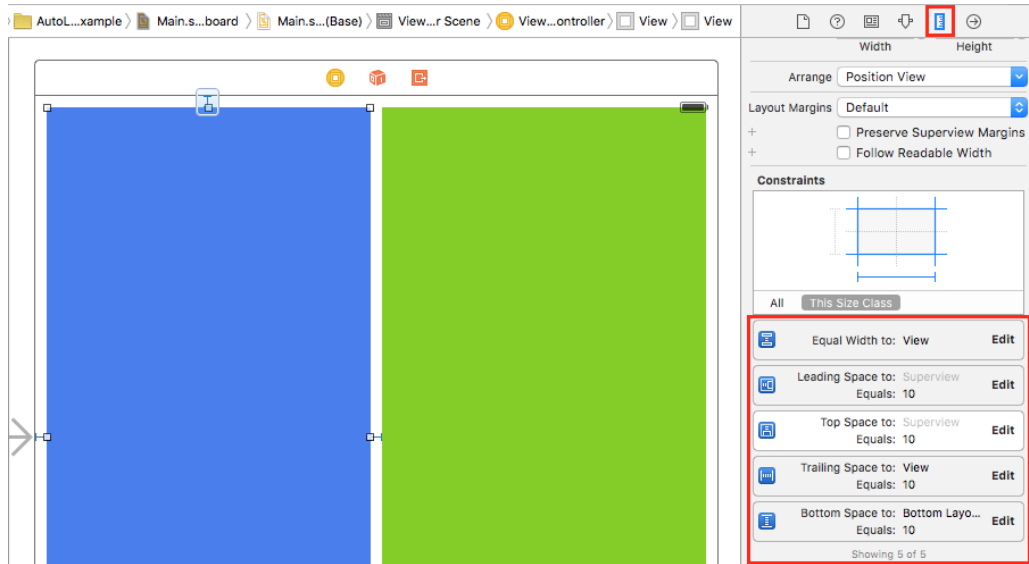 AutoL...xample Main.s...board Main.s...(Base) View...r Scene View...ontroller View View
Width Height
Arrange Position View
Layout Margins Default
Preserve Superview Margins
Follow Readable Width
Constraints
All This Size Class
Equal Width to: View Edit
Leading Space to: Superview
Equals: 10 Edit
Top Space to: Superview
Equals: 10 Edit
Trailing Space to: View
Equals: 10 Edit
Bottom Space to: Bottom Layo...
Equals: 10 Edit
Showing 5 of 5